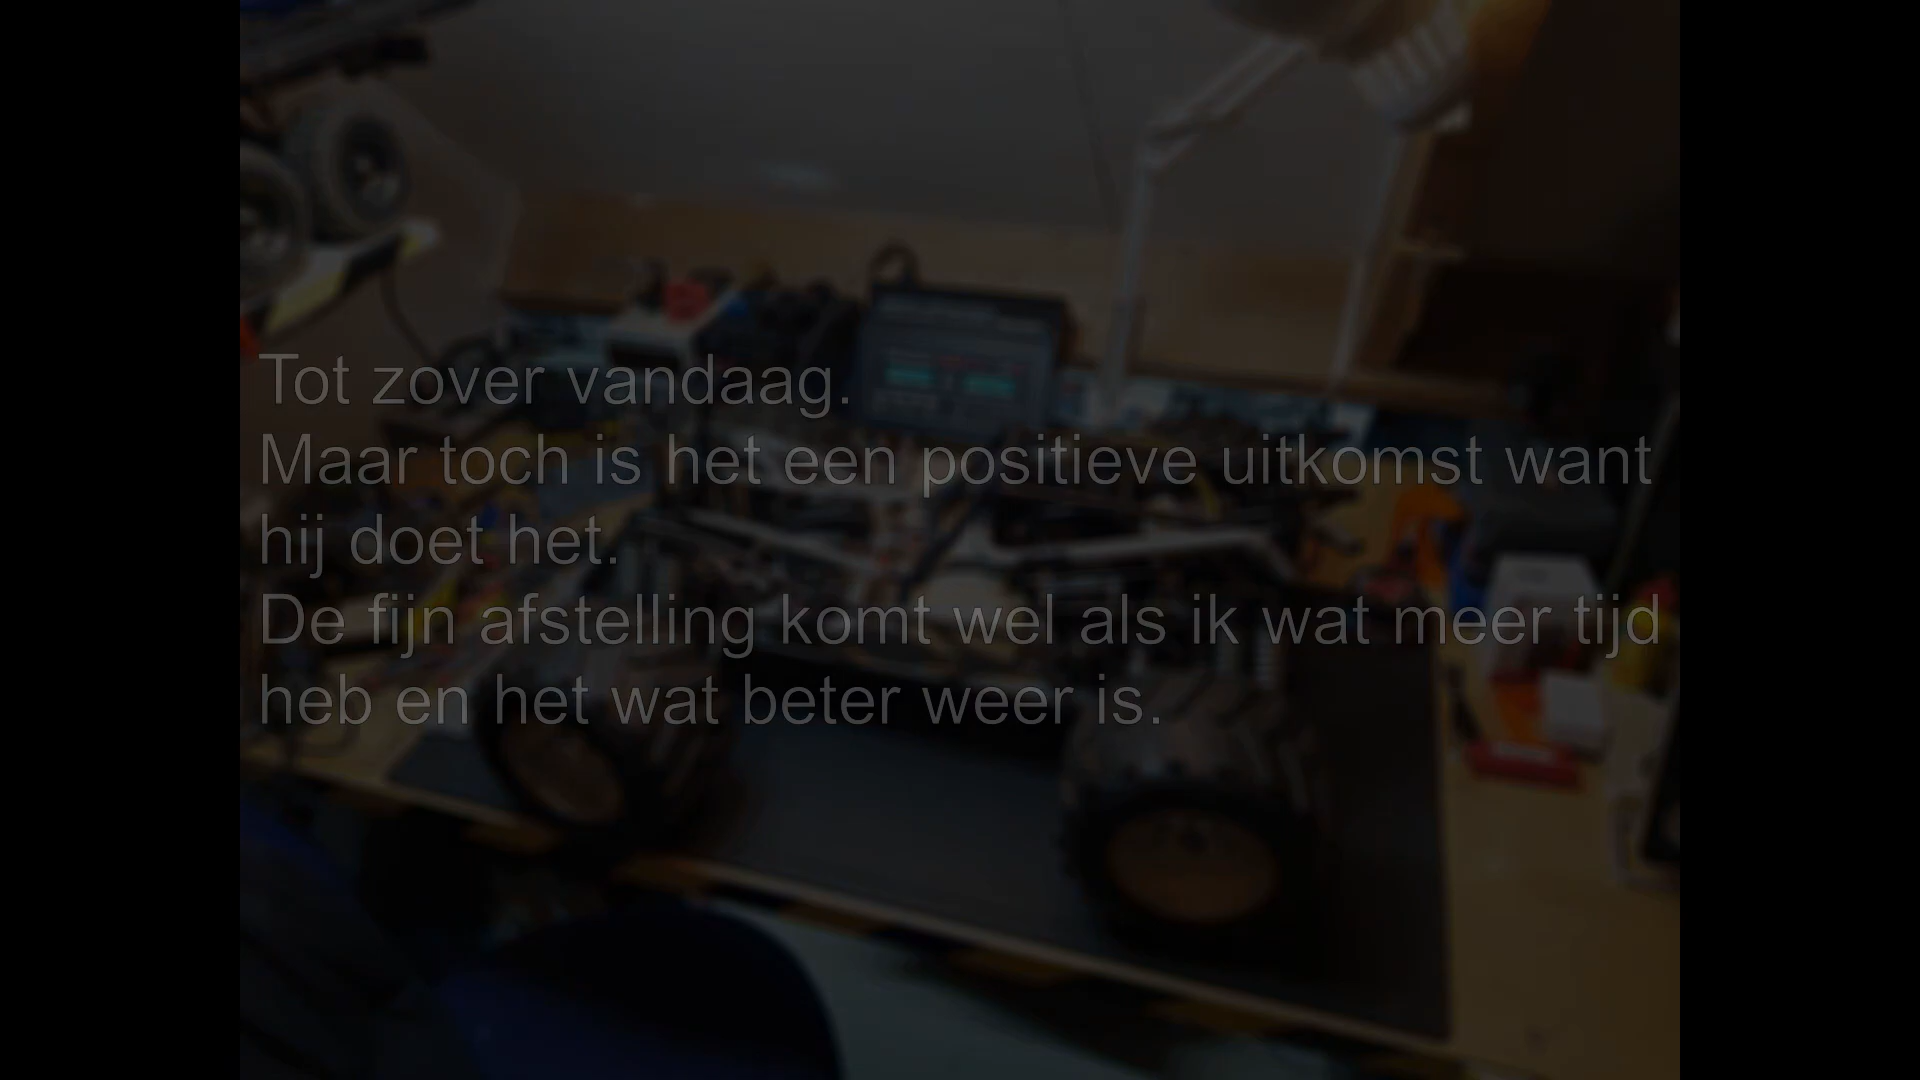 Tot zover vandaag.
Maar toch is het een positieve uitkomst want
hij doet het.
De fijn afstelling komt wel als ik wat meer tijd
heb en het wat beter weer is.